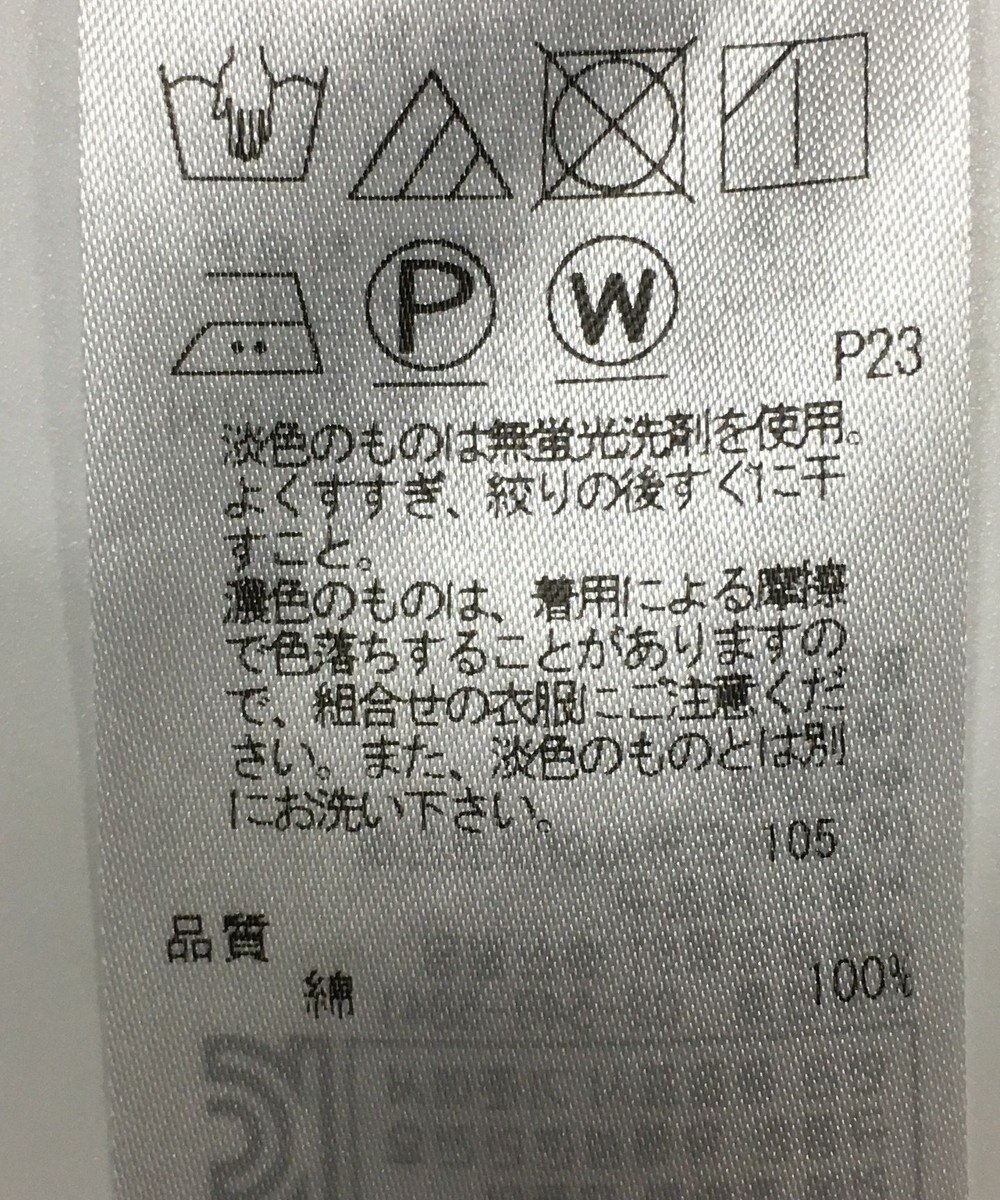 P
W
P23
淡色のものは無蛍光洗剤を使用。
よくすすぎ、絞りの後すぐに干
すこと。
濃色のものは、着用による摩擦
で色落ちすることがありますの
で、組合せの衣服にご注意くだ
さい。また、淡色のものとは別
にお洗い下さい。
105
品質
綿 100%